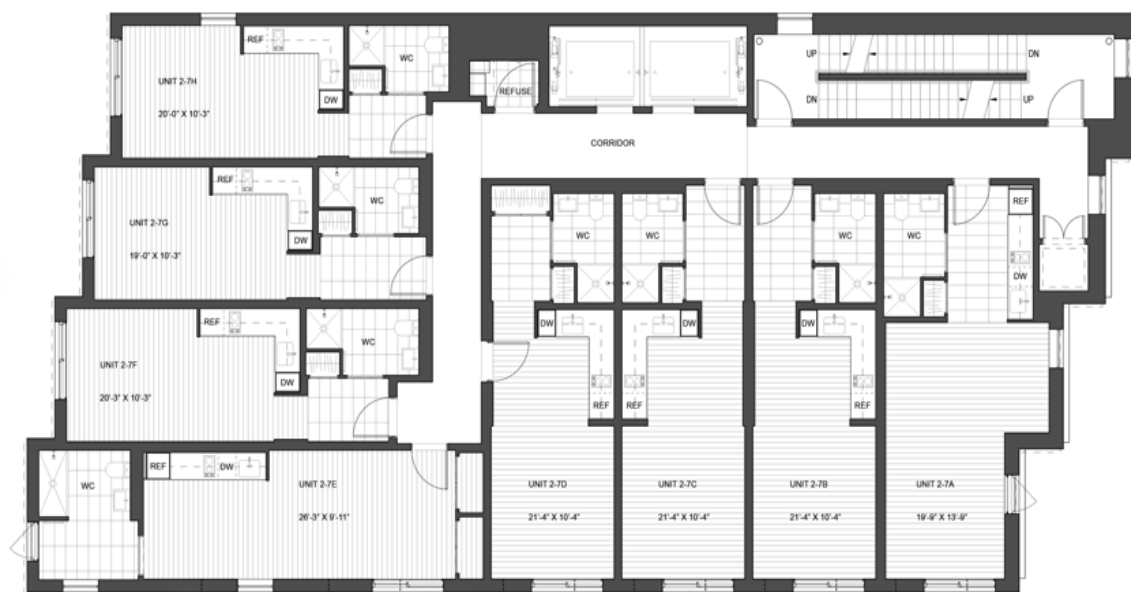 REF
WC
UNIT 2-7H
20'-0" X 10'-3"
DW
REFUSE
UP
DN
DN
UP
CORRIDOR
REF
WC
UNIT 2-7G
19'-0" X 10'-3"
DW
REF
WC
UNIT 2-7F
20'-3" X 10'-3"
DW
WC
REF
DW
UNIT 2-7E
26'-3" X 9'-11"
WC
DW
REF
UNIT 2-7D
21'-4" X 10'-4"
WC
DW
REF
UNIT 2-7C
21'-4" X 10'-4"
WC
DW
REF
UNIT 2-7B
21'-4" X 10'-4"
WC
REF
DW
UNIT 2-7A
19'-9" X 13'-9"